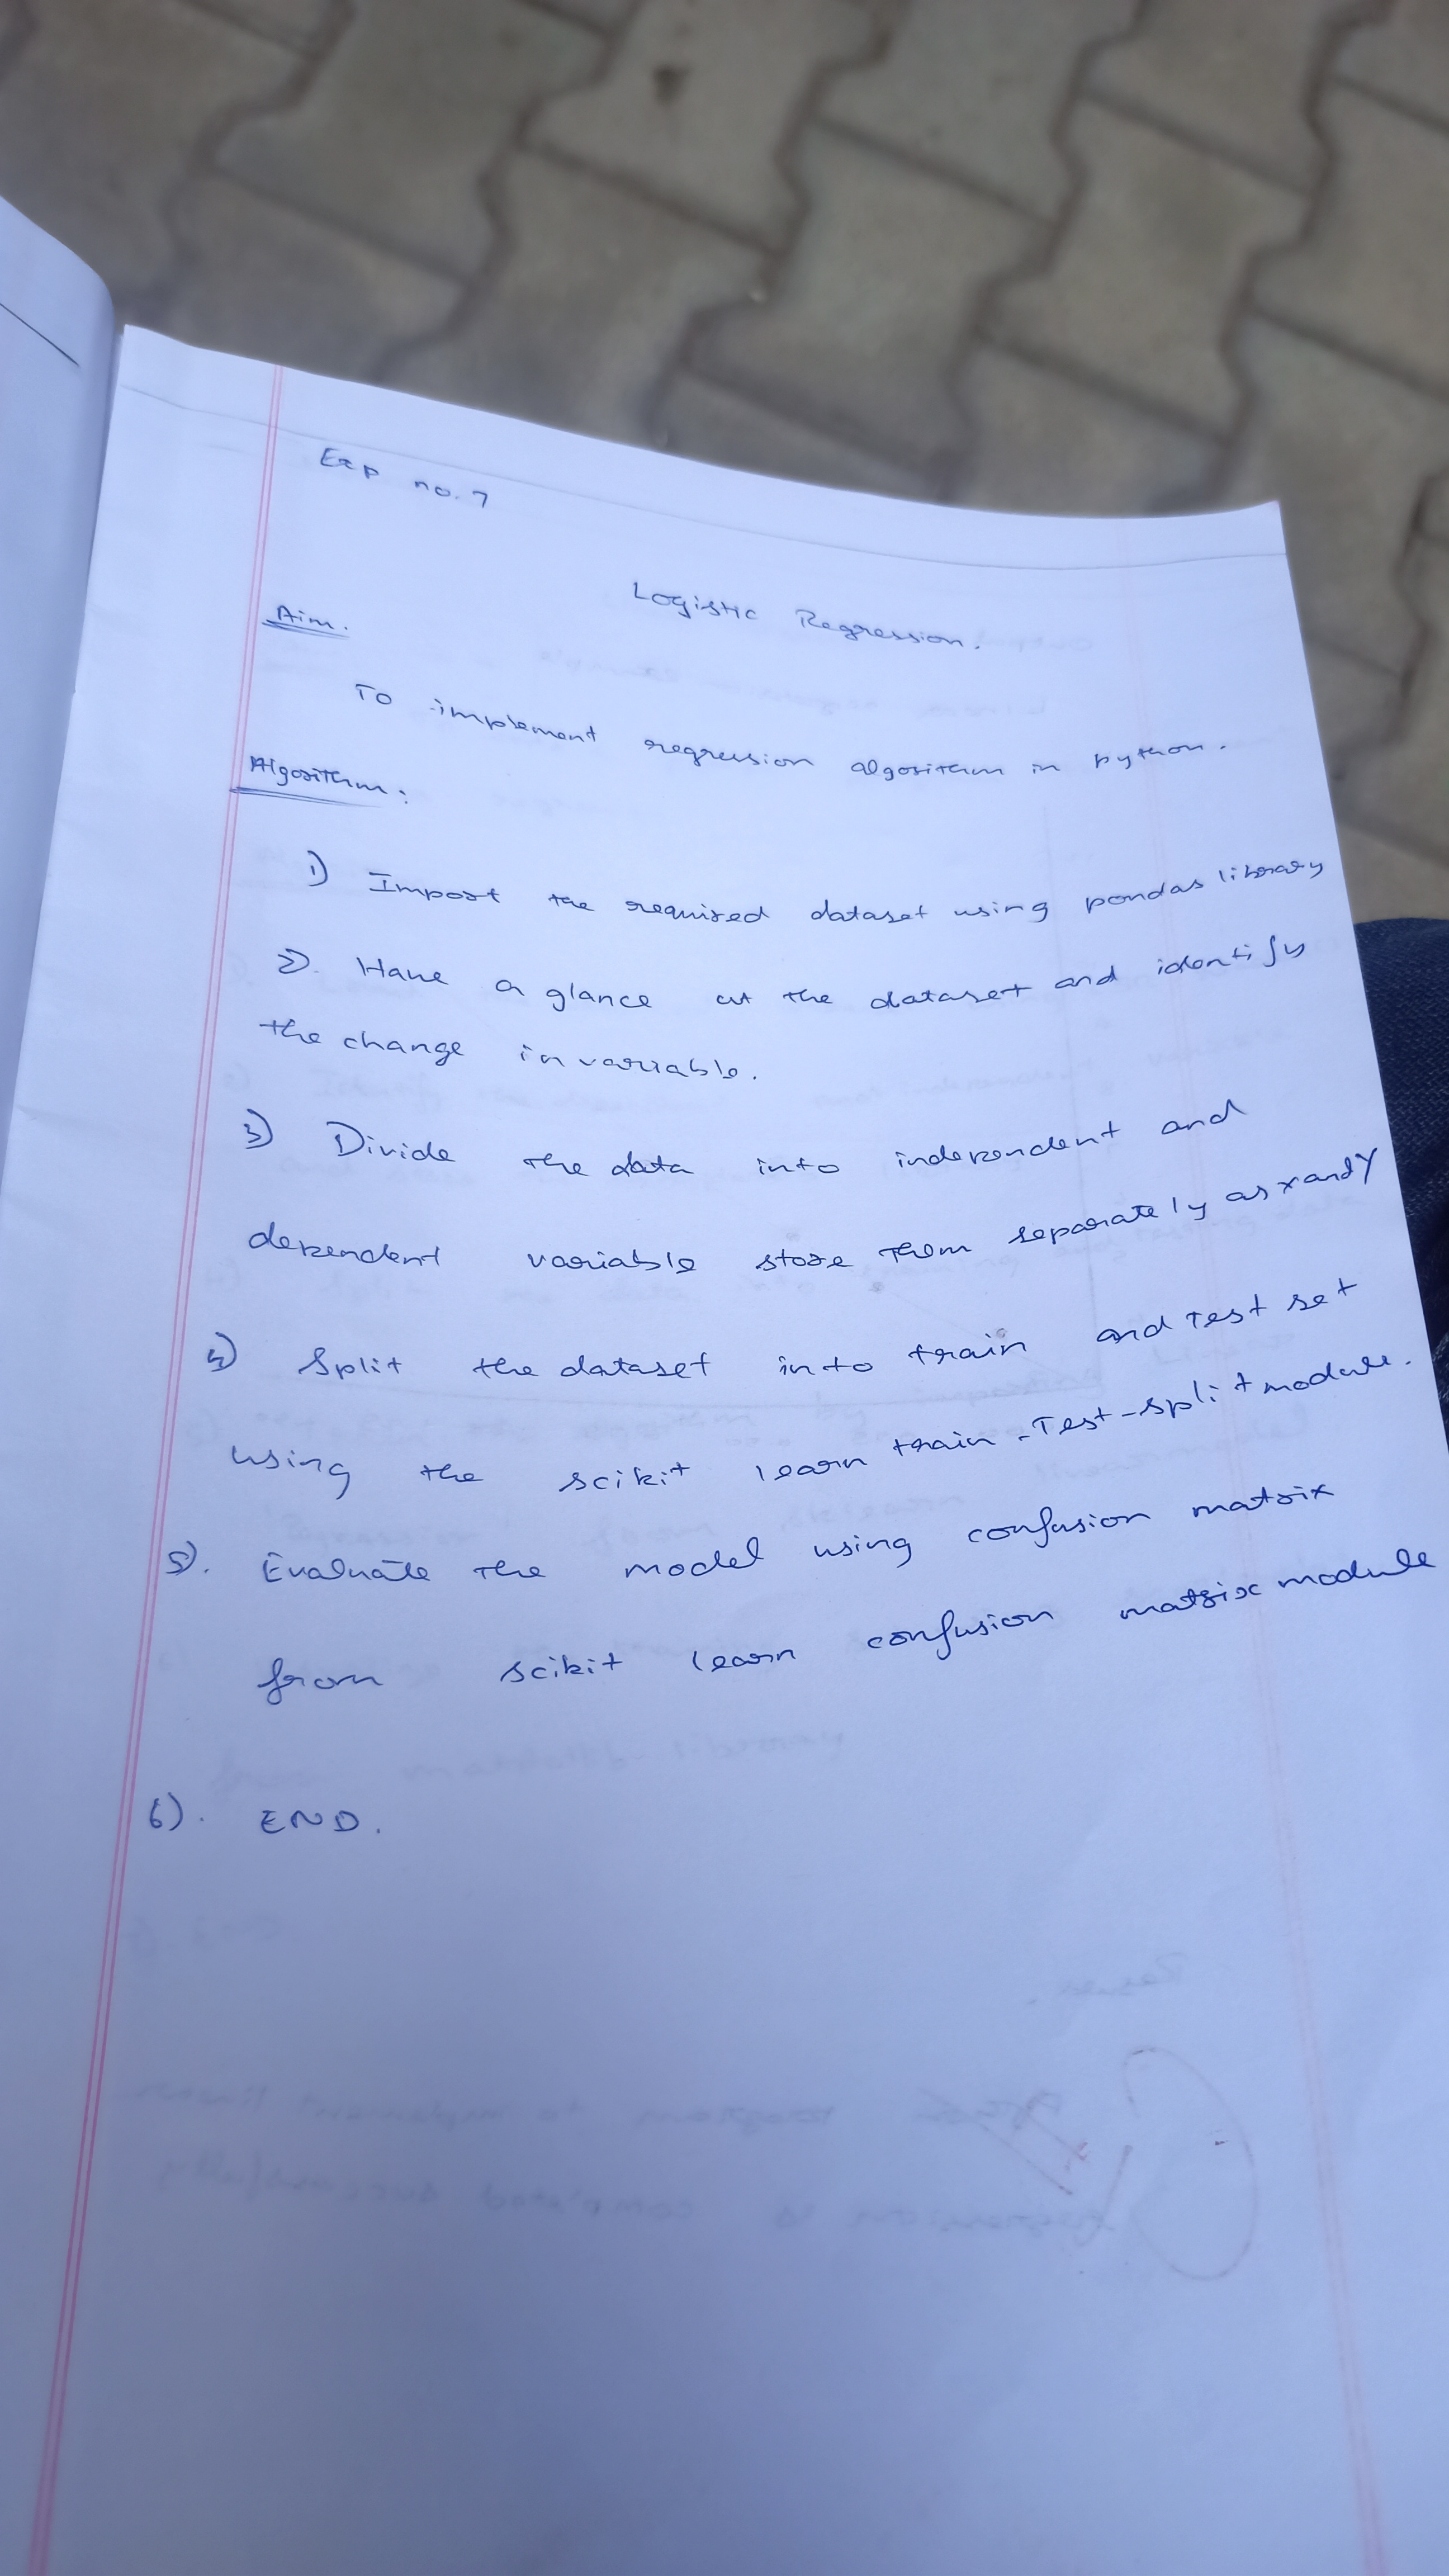 Exp no. 7
Logistic Regression.
Aim.
To implement regression algorithm in python.
Algorithm:
1) Import the required dataset using pandas library
2). Have a glance at the dataset and identify
the change in variable.
3) Divide the data into independent and
dependent variable store them separately as x and Y
4) Split the dataset into train and test set
using the scikit learn train-Test-split module.
5). Evaluate the model using confusion matrix
from scikit learn confusion matrix module
6). END.